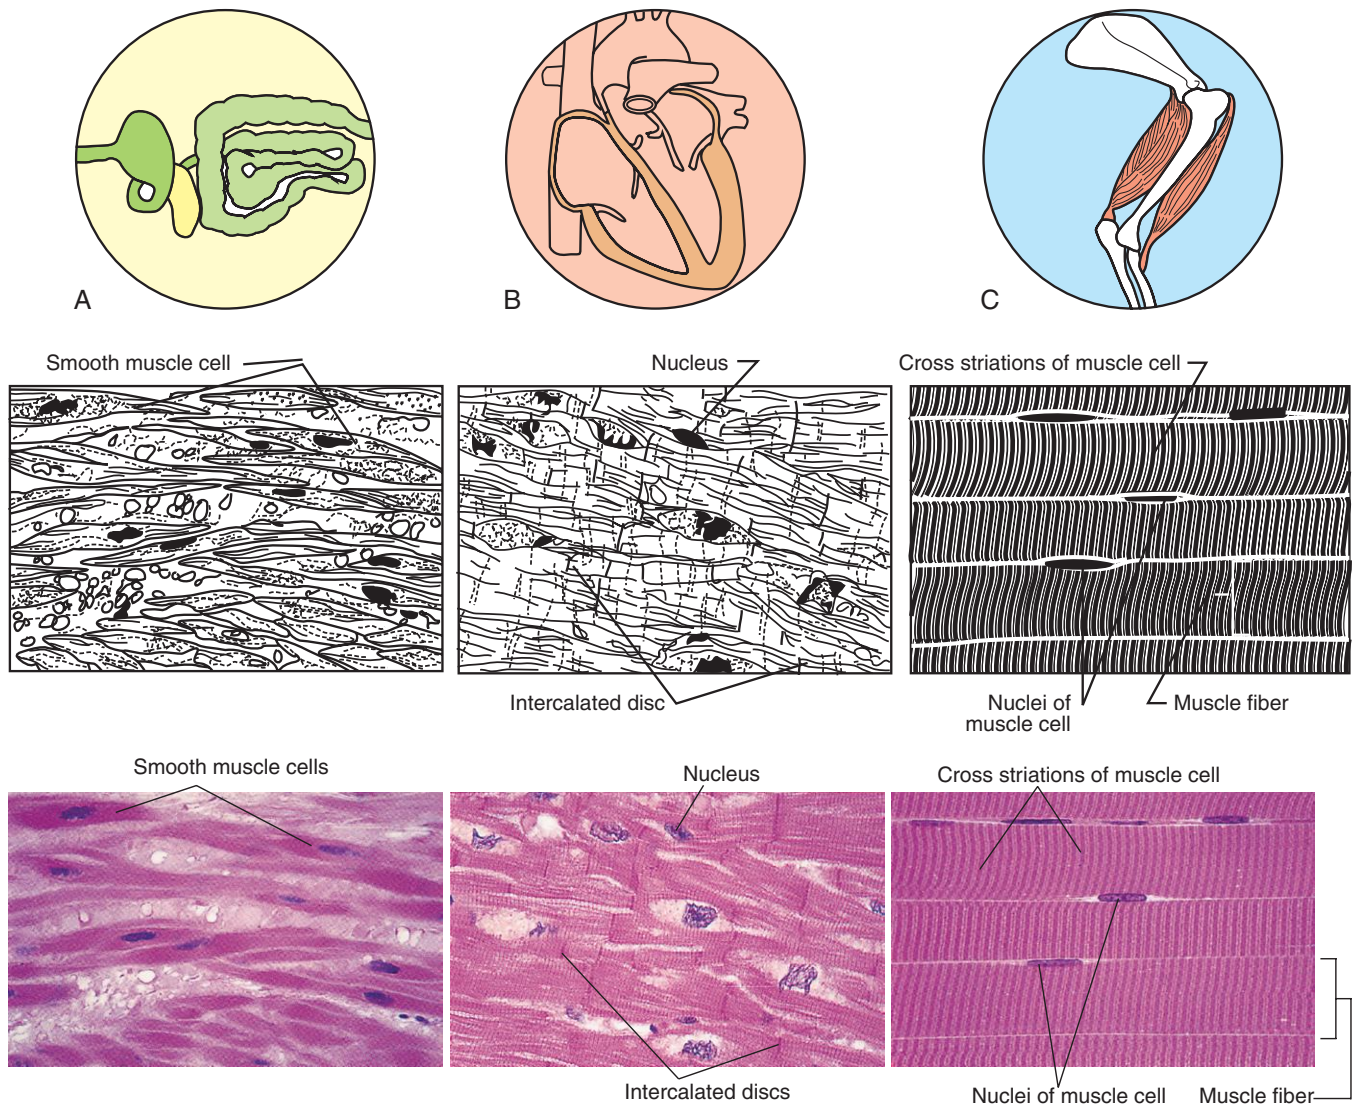 A
B
C
Smooth muscle cell
Nucleus
Cross striations of muscle cell
Intercalated disc
Nuclei of
muscle cell
Muscle fiber
Smooth muscle cells
Nucleus
Cross striations of muscle cell
Intercalated discs
Nuclei of muscle cell
Muscle fiber